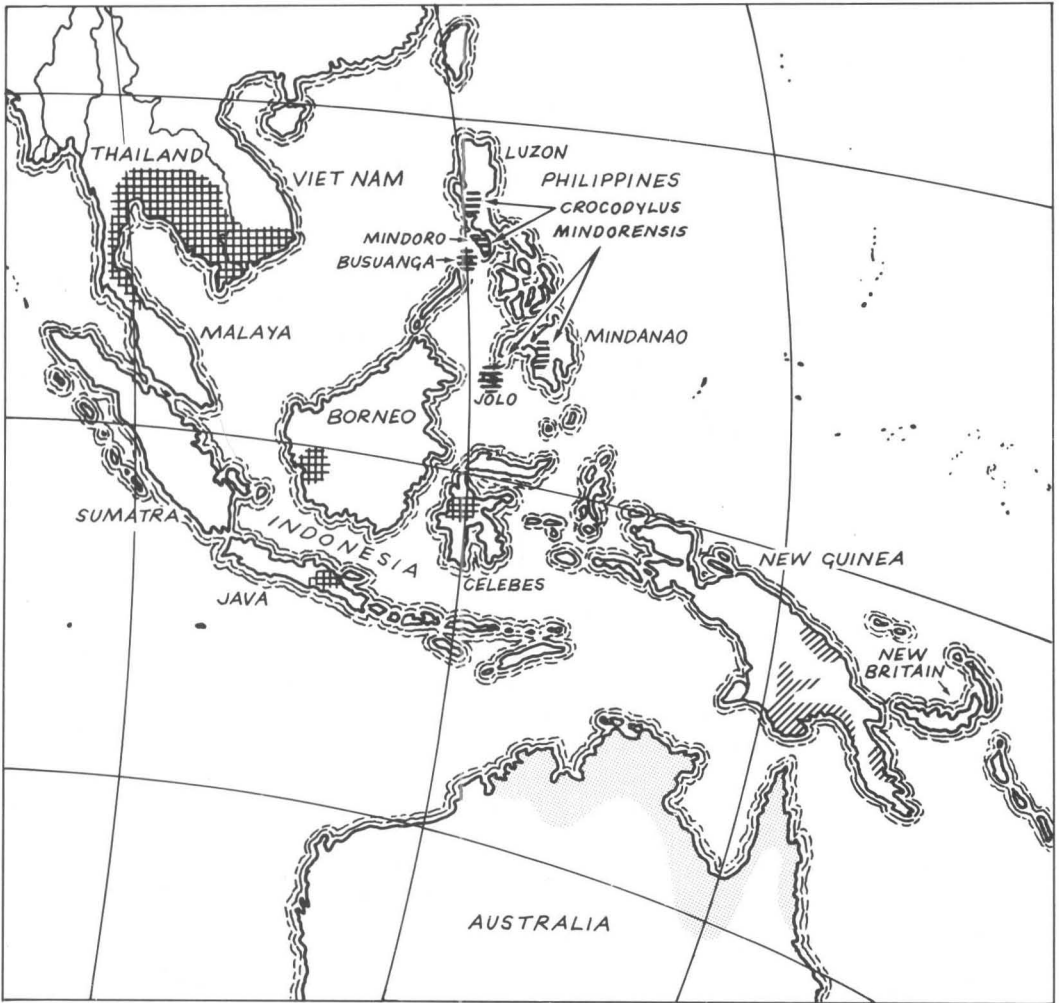 THAILAND
VIET NAM
LUZON
PHILIPPINES
CROCODYLUS
MINDORENSIS
MINDORO
BUSUANGA
MALAYA
MINDANAO
JOLO
BORNEO
SUMATRA
INDONESIA
CELEBES
JAVA
NEW GUINEA
NEW
BRITAIN
AUSTRALIA